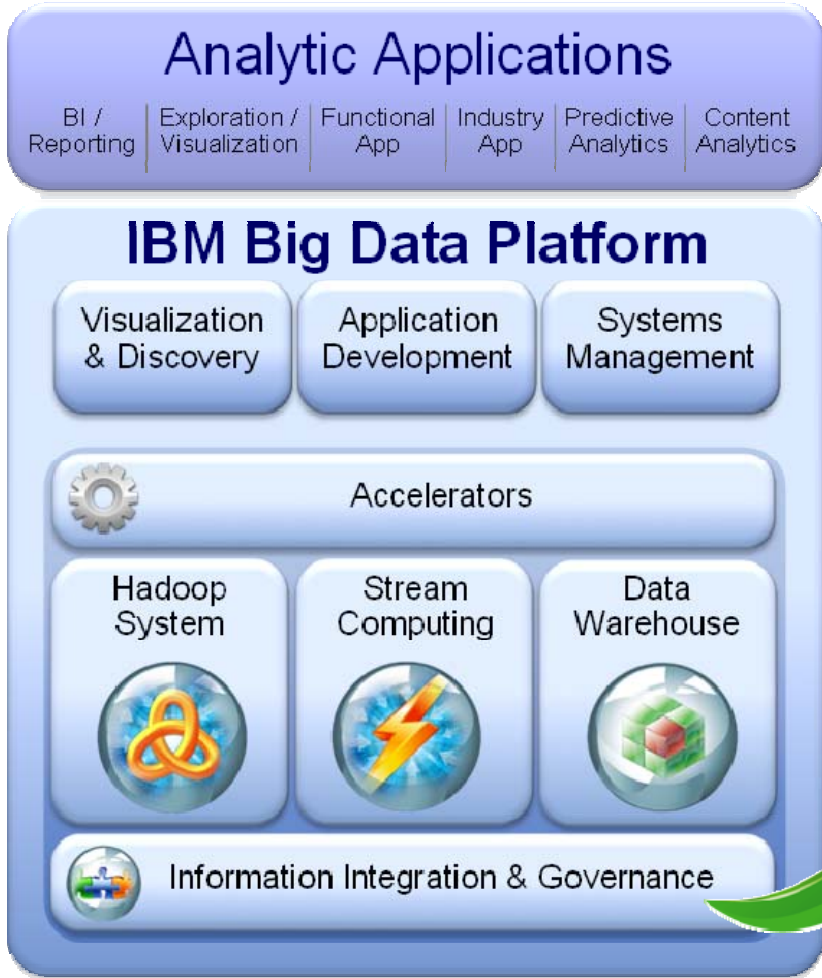 Analytic Applications
BI / Reporting
Exploration / Visualization
Functional App
Industry App
Predictive Analytics
Content Analytics
IBM Big Data Platform
Visualization
& Discovery
Application
Development
Systems
Management
Accelerators
Hadoop
System
Stream
Computing
Data
Warehouse
Information Integration & Governance